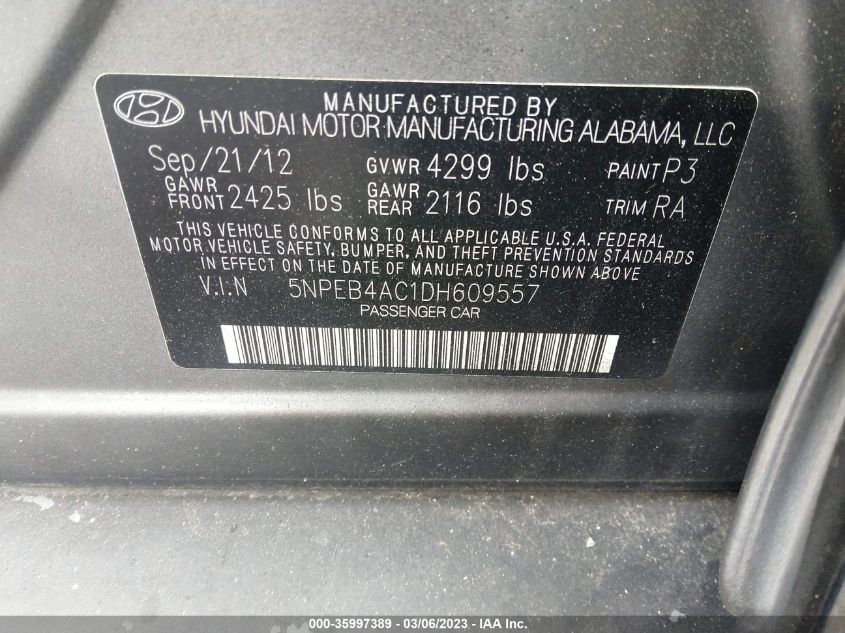 MANUFACTURED BY
HYUNDAI MOTOR MANUFACTURING ALABAMA, LLC
Sep/21/12 GVWR 4299 lbs PAINT P3
GAWR FRONT 2425 lbs GAWR REAR 2116 lbs TRIM RA
THIS VEHICLE CONFORMS TO ALL APPLICABLE U.S.A. FEDERAL
MOTOR VEHICLE SAFETY, BUMPER, AND THEFT PREVENTION STANDARDS
IN EFFECT ON THE DATE OF MANUFACTURE SHOWN ABOVE.
V.I.N 5NPEB4AC1DH609557
PASSENGER CAR
000-35997389 - 03/06/2023 - IAA Inc.